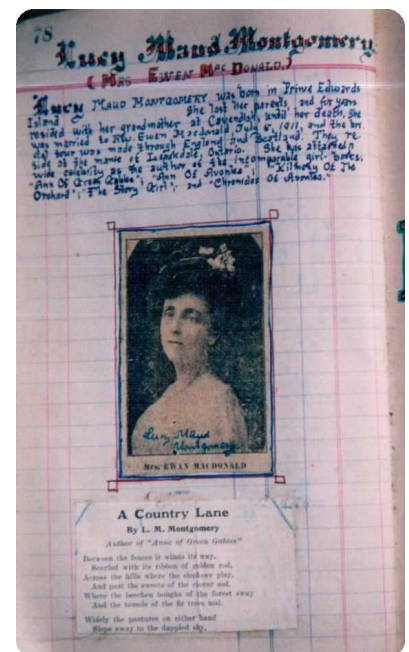 78
Lucy Maud Montgomery
(MRS EWEN MACDONALD.)
LUCY MAUD MONTGOMERY was born in Prince Edwards
Island She lost her parents, and for years
resided with her grandmother at Cavendish, until her death. She
was married to Rev. Ewen Macdonald July 1911, and the
tour was made through England and Scotland. They re-
side at the manse at Leaskdale Ontario. She has attained
wide celebrity as the author of the incomparable girl books,
"Ann Of Green Gables", "Ann Of Avonlea", "Kilmeny Of The
Orchard", "The Story Girl", and "Chronicles Of Avonlea."
Lucy Maud
Montgomery
Mrs. EWAN MACDONALD
A Country Lane
By L. M. Montgomery
Author of "Anne of Green Gables"
Between the fences it winds its way,
Scarfed with its ribbon of golden rod,
Across the hills where the shadows play,
And past the sweets of the clover sod,
Where the beechen boughs of the forest sway
And the tassels of the fir trees nod.
Widely the pastures on either hand
Slope away to the dappled sky,